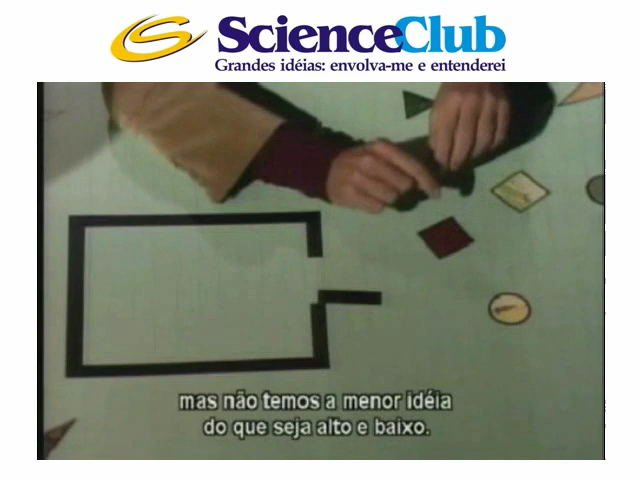 ScienceClub
Grandes idéias: envolva-me e entenderei
mas não temos a menor idéia
do que seja alto e baixo.